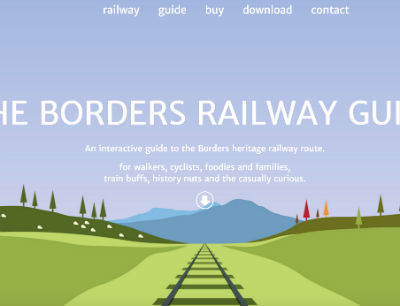 railway guide buy download contact
HE BORDERS RAILWAY GUI
An interactive guide to the Borders heritage railway route.
for walkers, cyclists, foodies and families,
train buffs, history nuts and the casually curious.